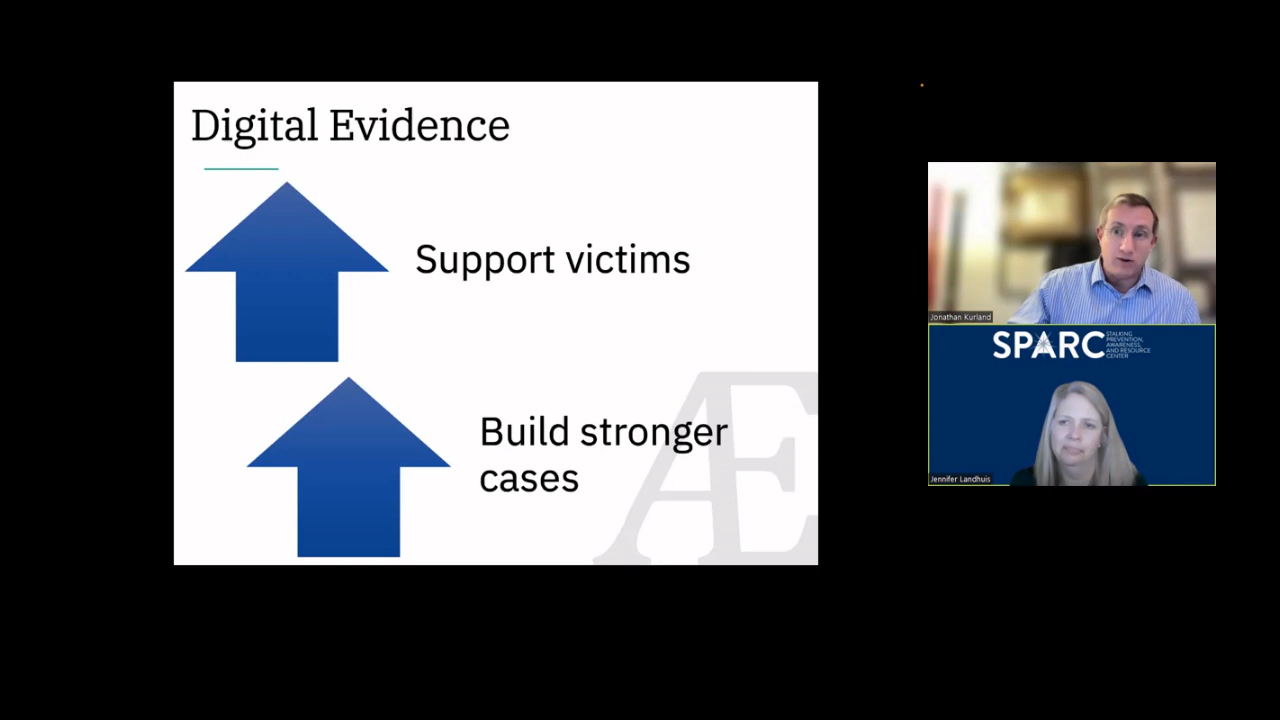 Digital Evidence
Support victims
Build stronger
cases
Æ
Jonathan Kurland
SPARC
STALKING
PREVENTION,
AWARENESS,
AND RESOURCE
CENTER
Jennifer Landhuis